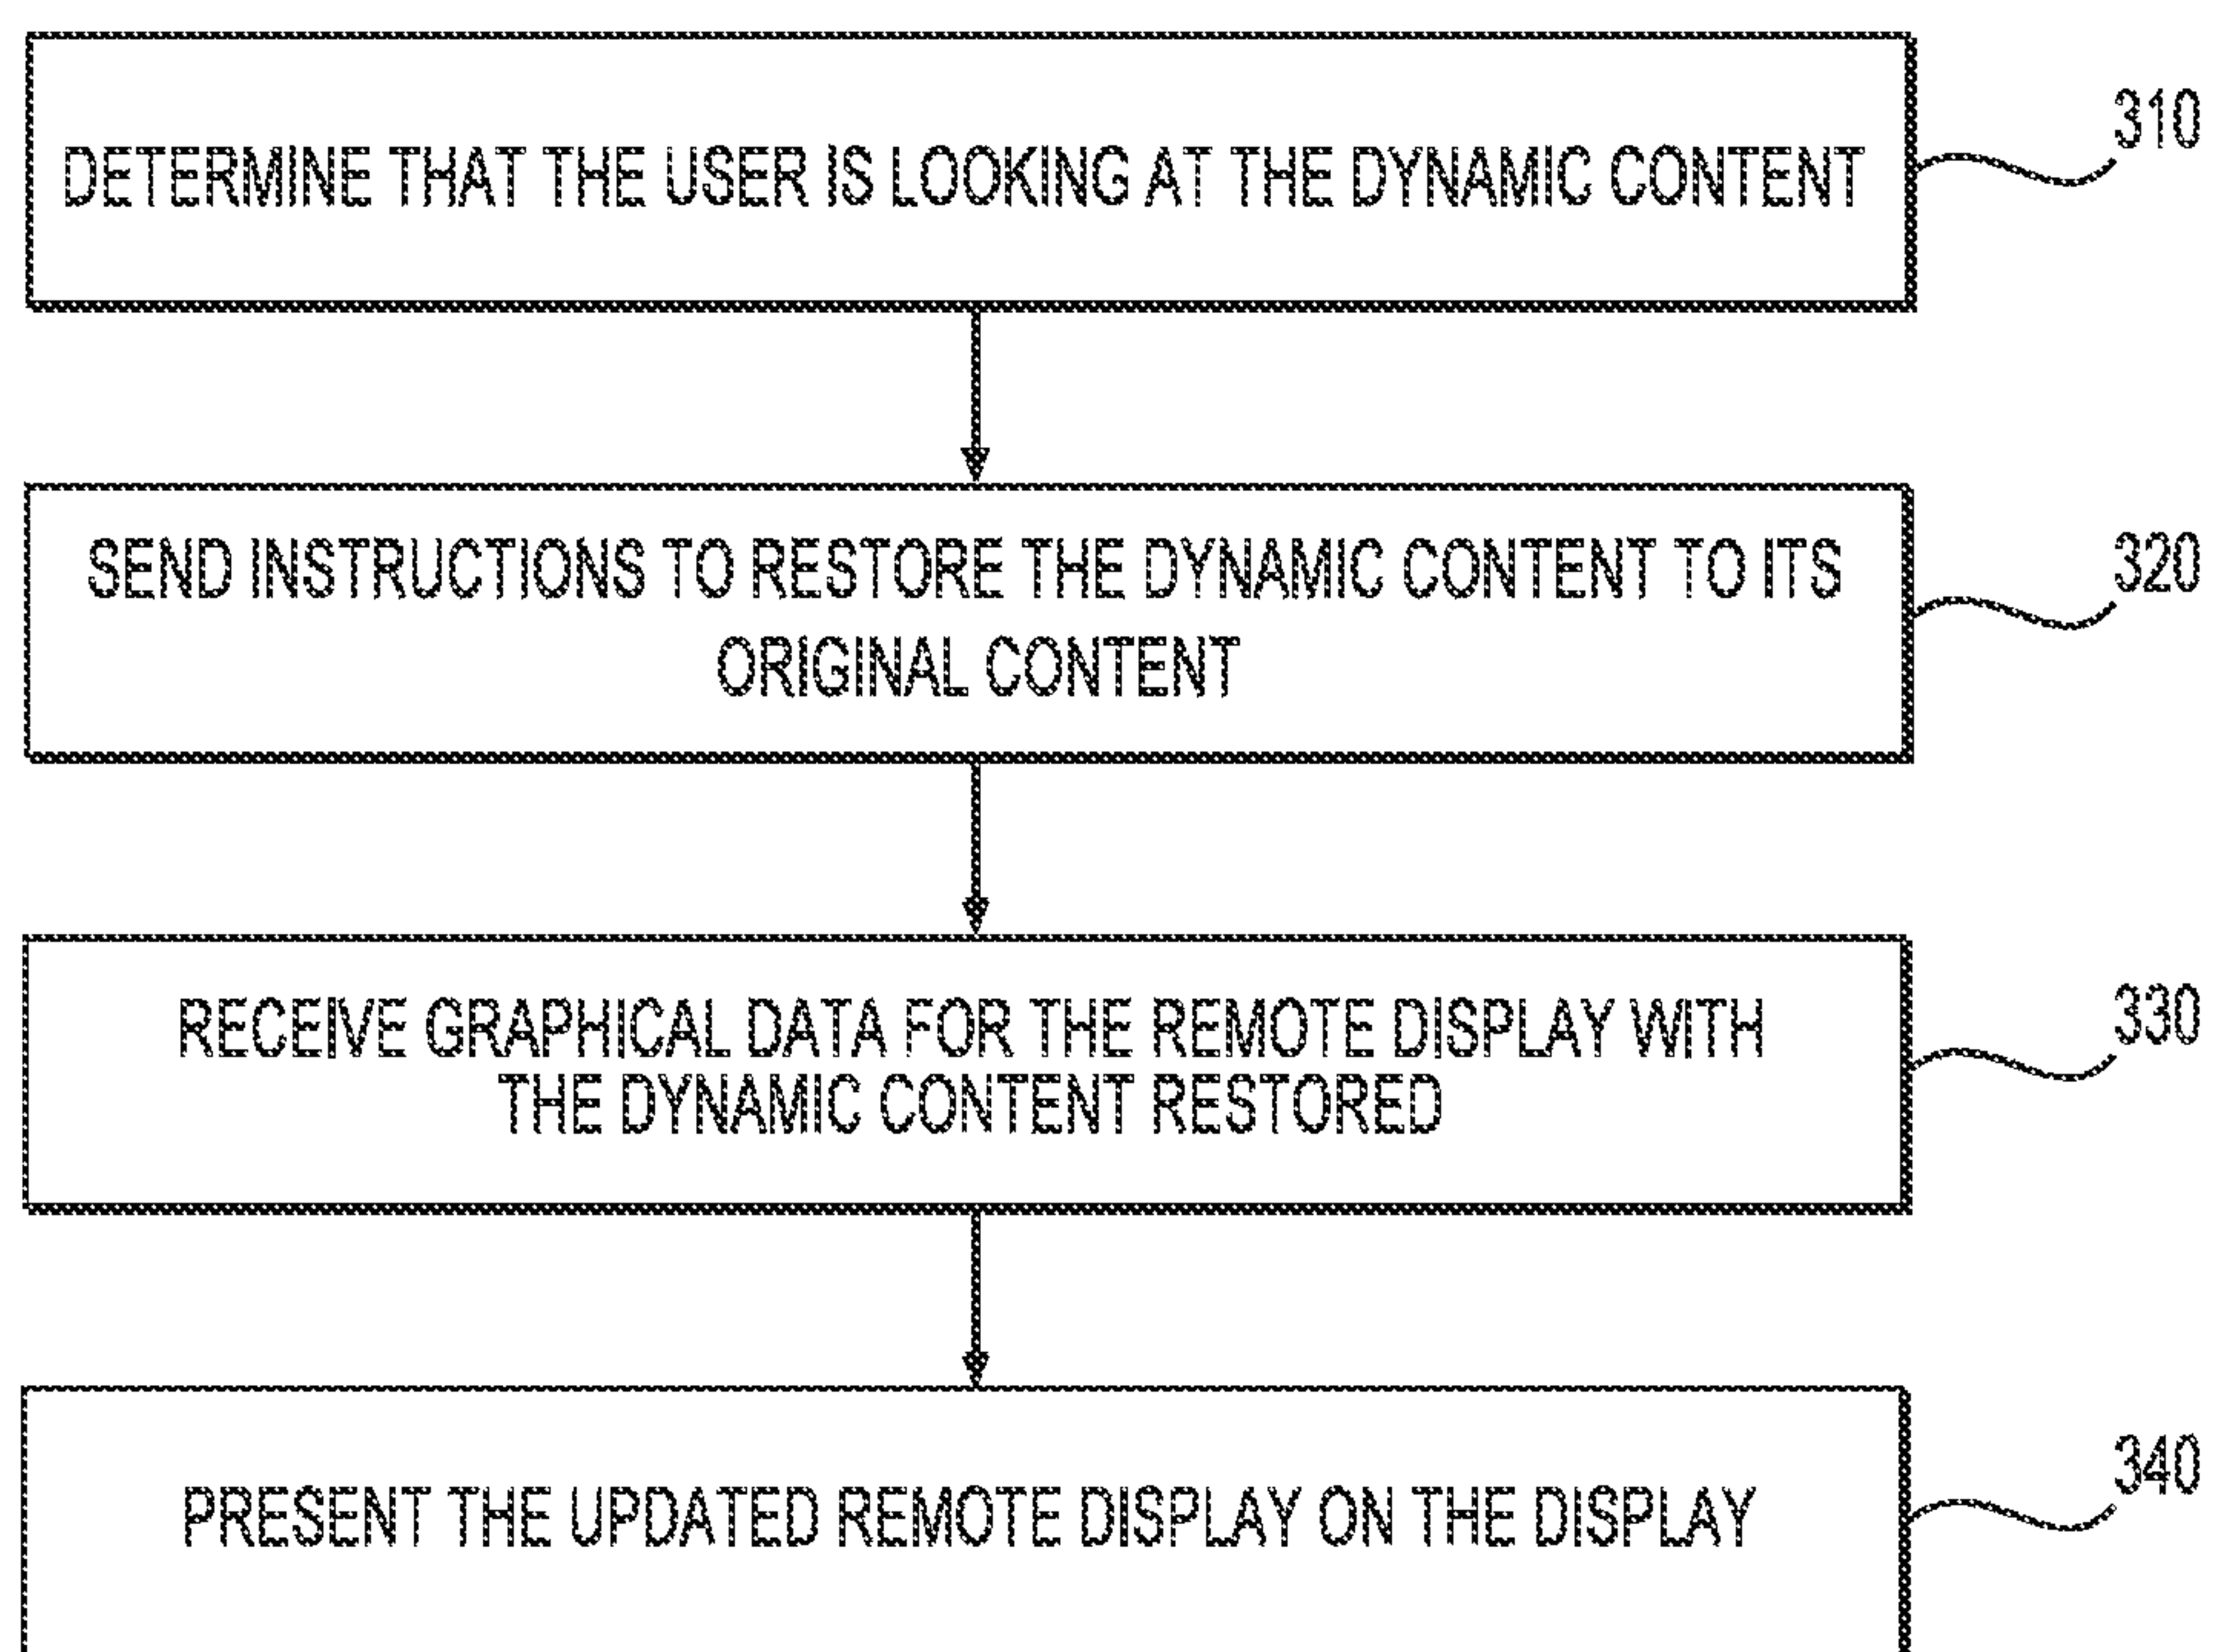 310
DETERMINE THAT THE USER IS LOOKING AT THE DYNAMIC CONTENT
320
SEND INSTRUCTIONS TO RESTORE THE DYNAMIC CONTENT TO ITS
ORIGINAL CONTENT
330
RECEIVE GRAPHICAL DATA FOR THE REMOTE DISPLAY WITH
THE DYNAMIC CONTENT RESTORED
340
PRESENT THE UPDATED REMOTE DISPLAY ON THE DISPLAY